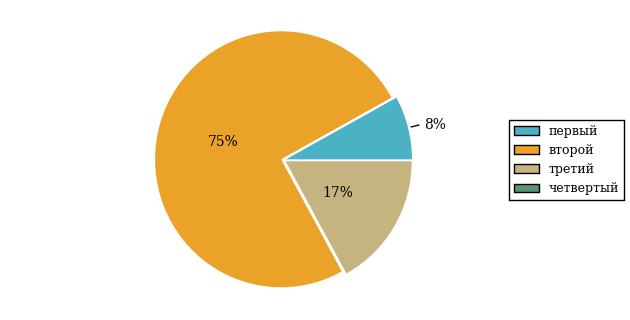 75%
8%
17%
первый
второй
третий
четвертый